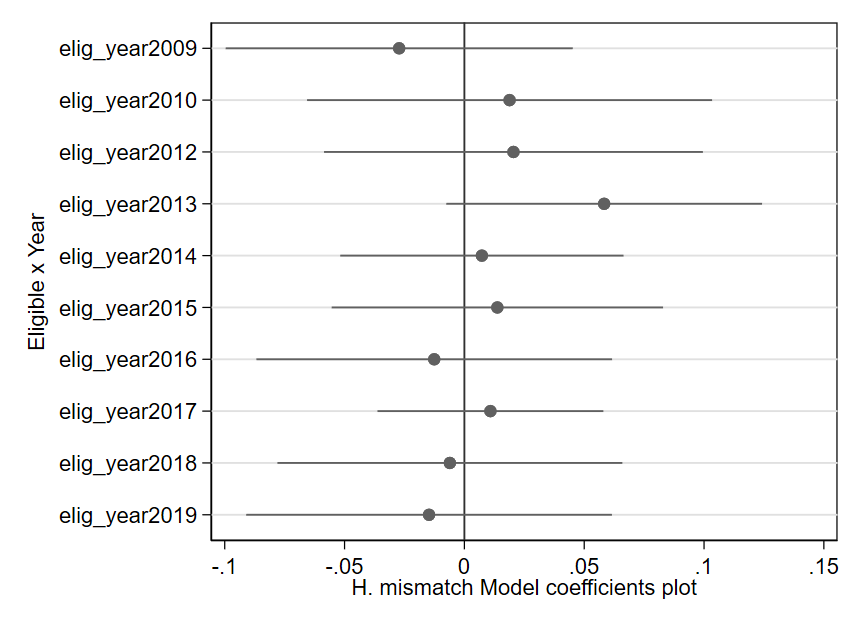 Eligible x Year
elig_year2009
elig_year2010
elig_year2012
elig_year2013
elig_year2014
elig_year2015
elig_year2016
elig_year2017
elig_year2018
elig_year2019
-.1 -.05 0 .05 .1 .15
H. mismatch Model coefficients plot